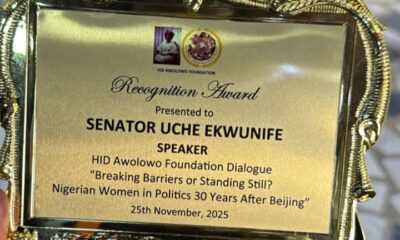 HID AWOLOWO FOUNDATION
Recognition Award
Presented to
SENATOR UCHE EKWUNIFE
SPEAKER
HID Awolowo Foundation Dialogue
"Breaking Barriers or Standing Still?
Nigerian Women in Politics 30 Years After Beijing"
25th November, 2025